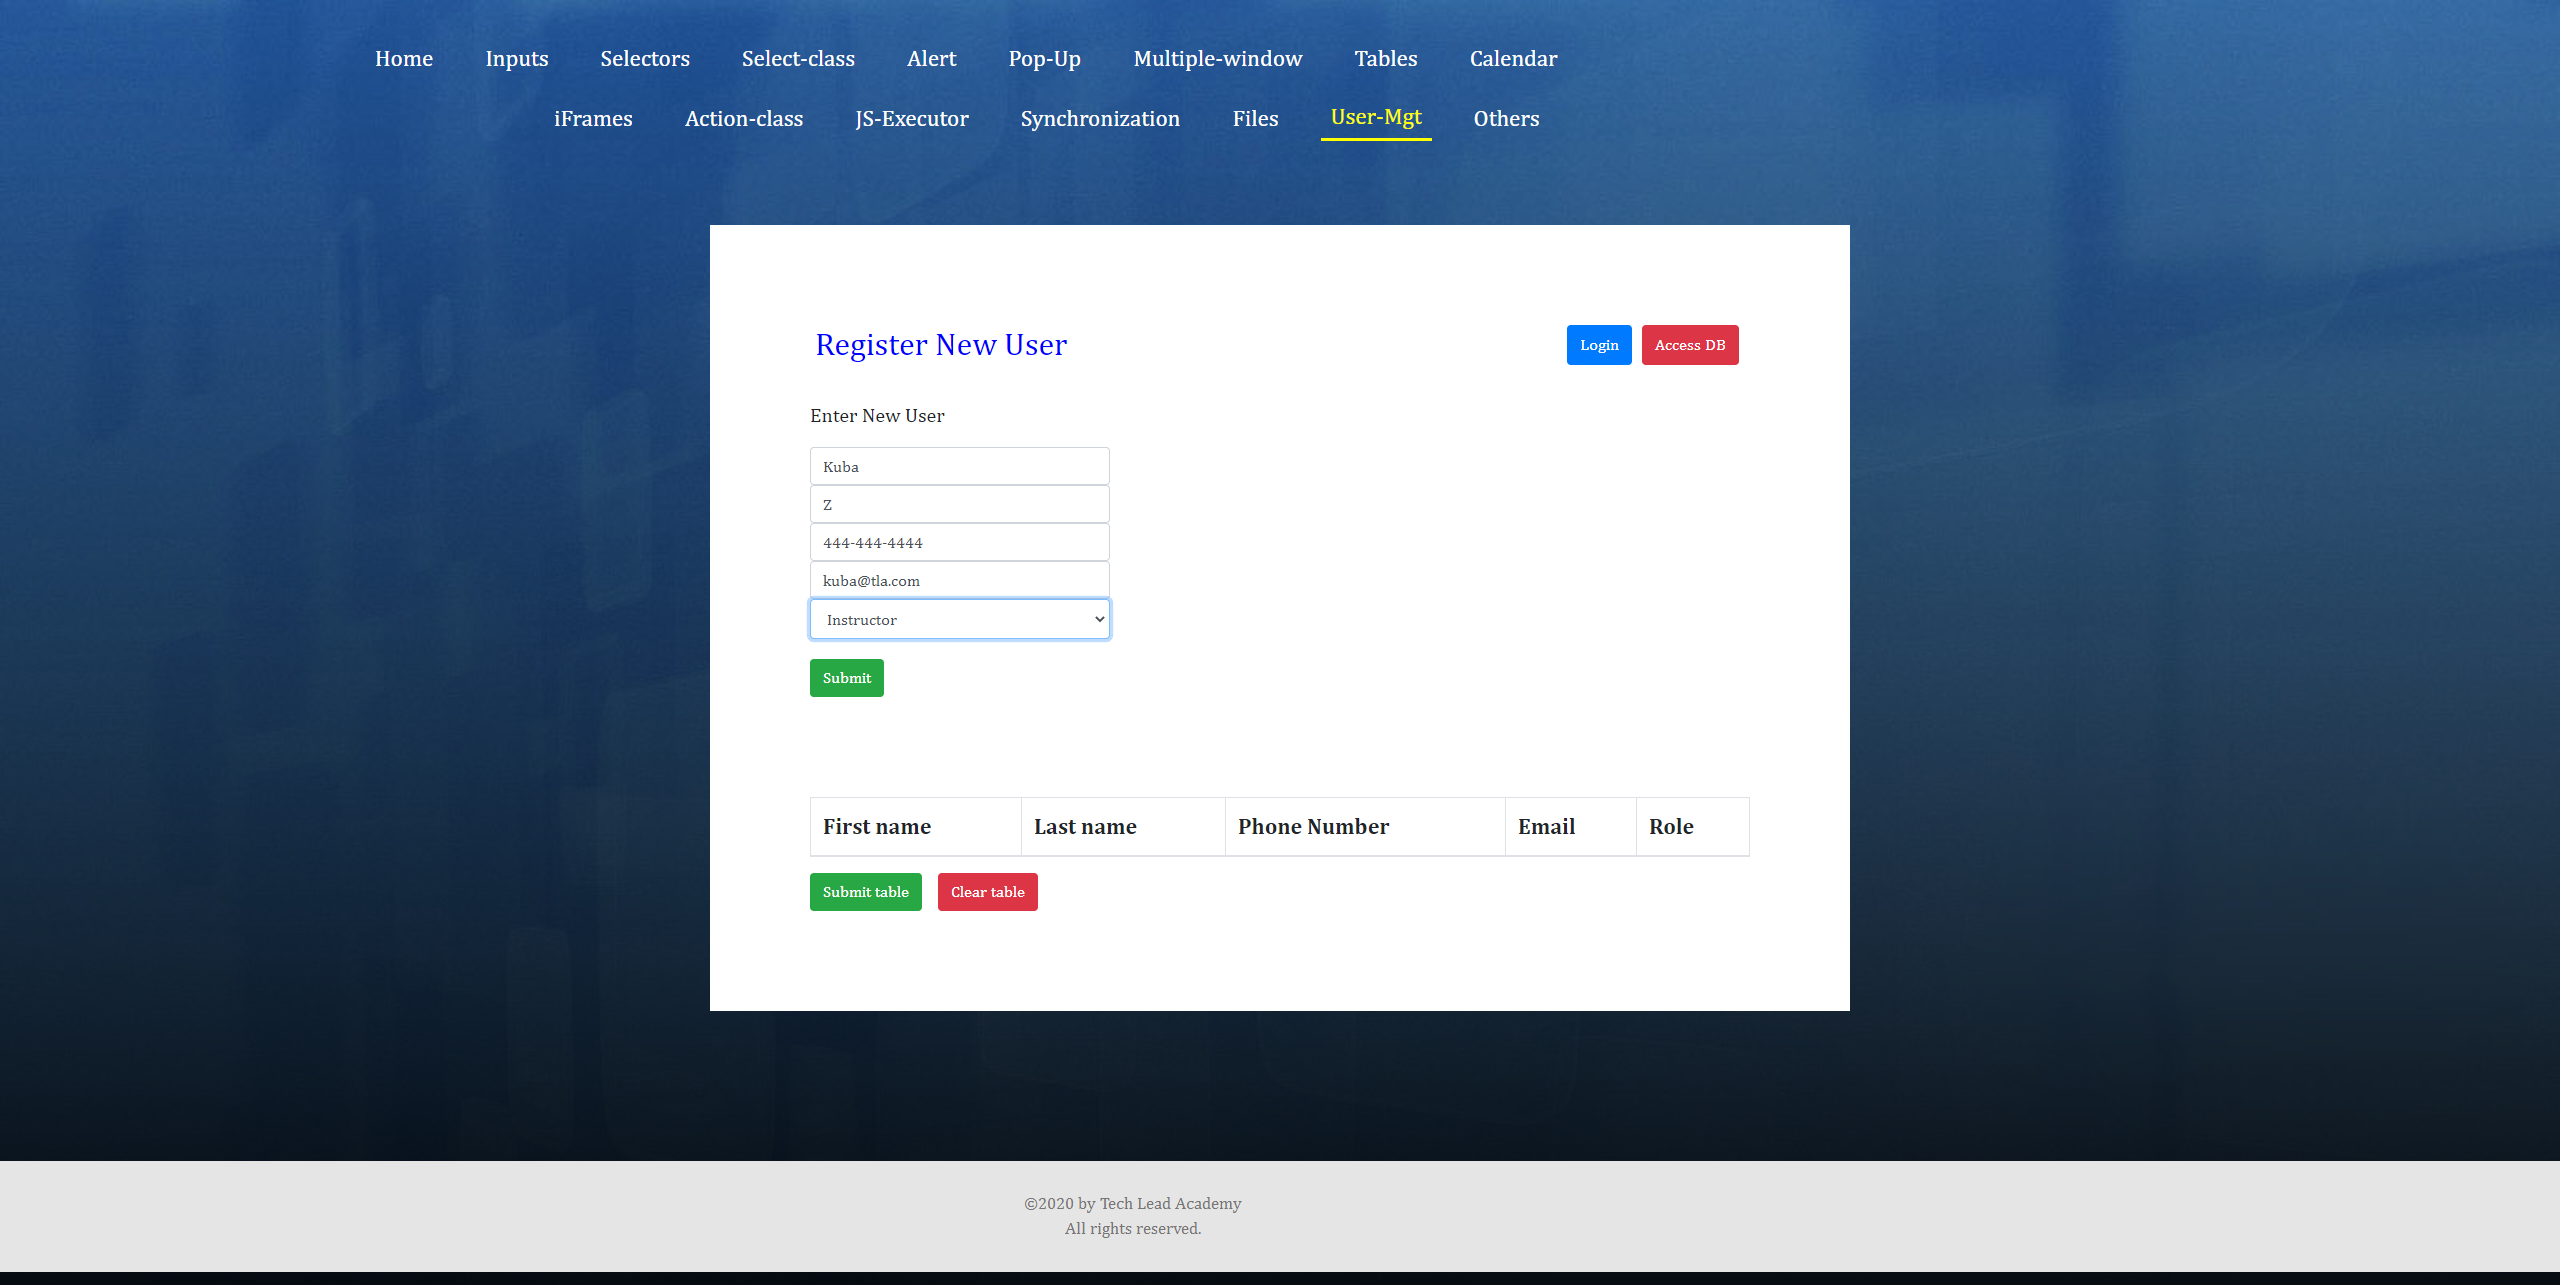 Home Inputs Selectors Select-class Alert Pop-Up Multiple-window Tables Calendar
iFrames Action-class JS-Executor Synchronization Files User-Mgt Others
Register New User
Login Access DB
Enter New User
Kuba
Z
444-444-4444
kuba@tla.com
Instructor
Submit
First name Last name Phone Number Email Role
Submit table Clear table
©2020 by Tech Lead Academy
All rights reserved.